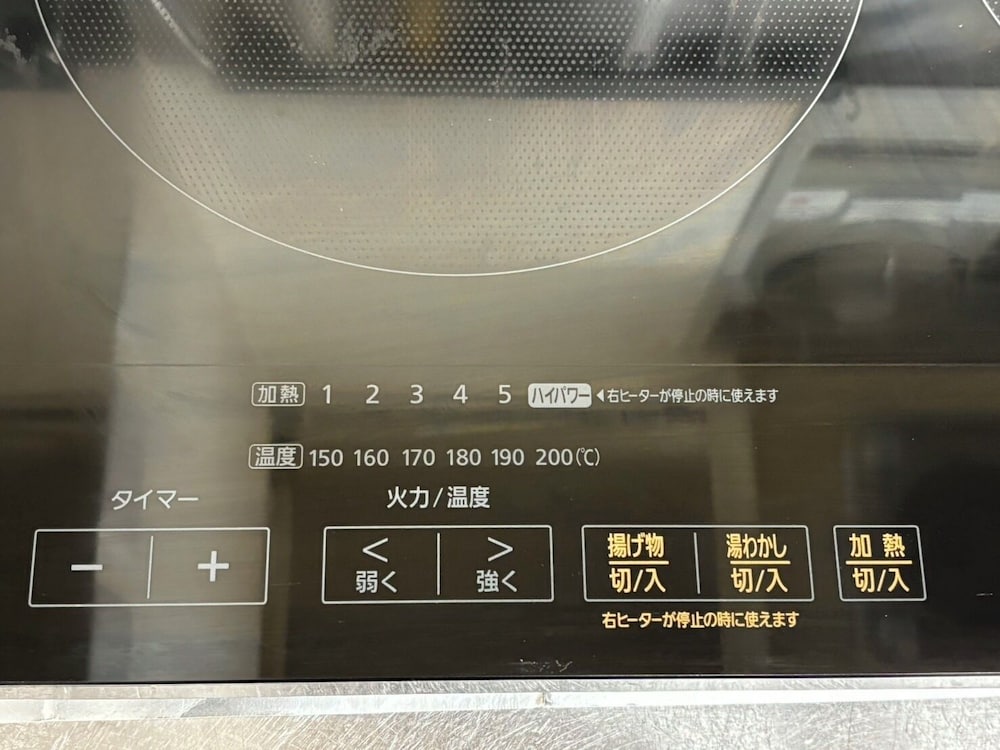 加熱 1 2 3 4 5 ハイパワー ◀右ヒーターが停止の時に使えます
温度 150 160 170 180 190 200(℃)
タイマー
火力/温度
− +
< >
弱く 強く
揚げ物 湯わかし 加熱
切/入 切/入 切/入
右ヒーターが停止の時に使えます